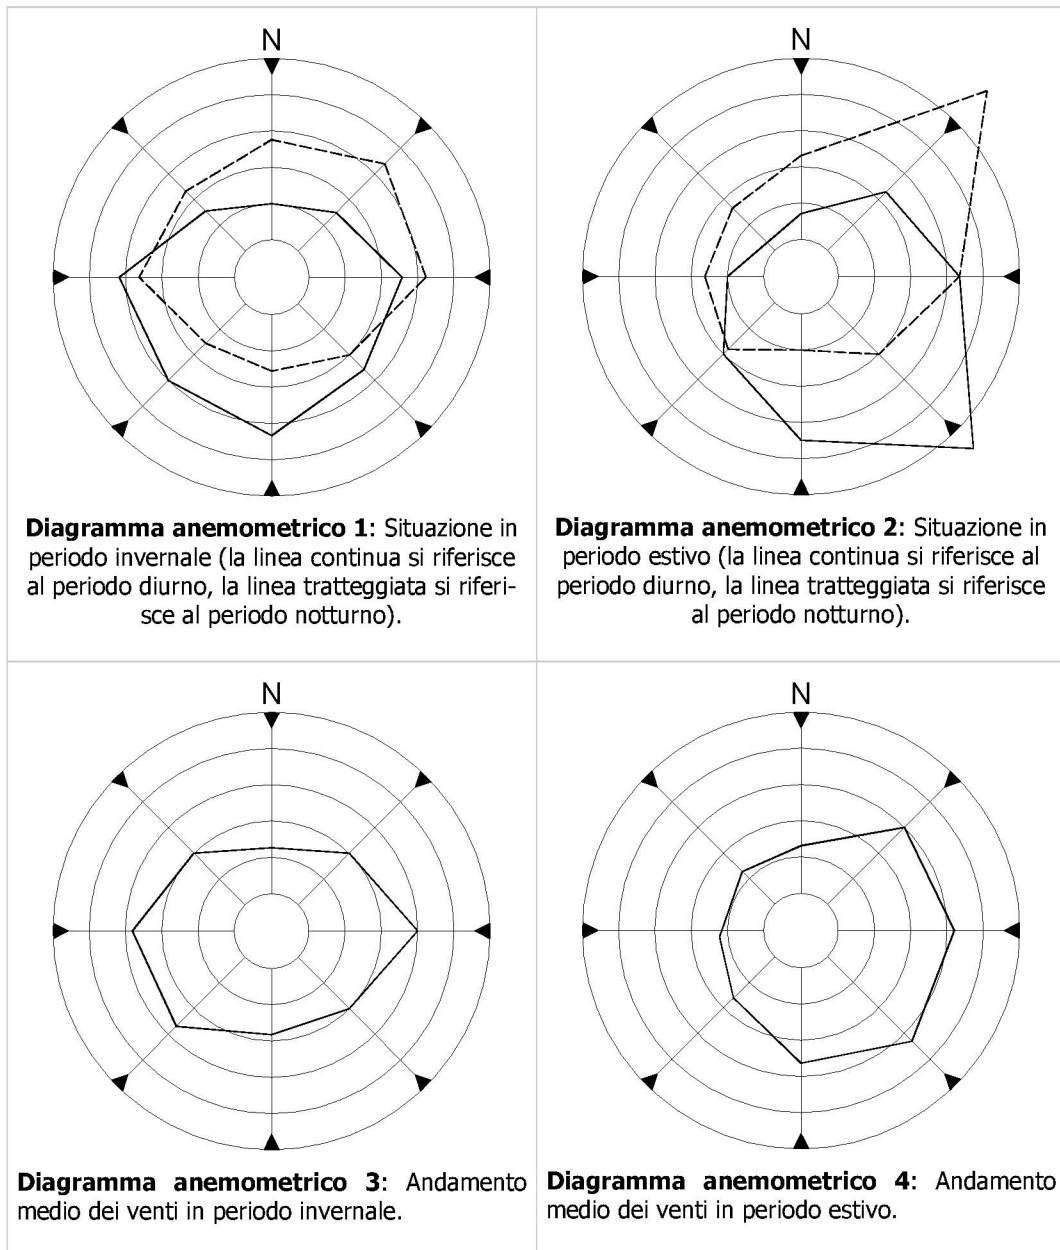 N
Diagramma anemometrico 1: Situazione in
periodo invernale (la linea continua si riferisce
al periodo diurno, la linea tratteggiata si riferi-
sce al periodo notturno).
N
Diagramma anemometrico 2: Situazione in
periodo estivo (la linea continua si riferisce al
periodo diurno, la linea tratteggiata si riferisce
al periodo notturno).
N
Diagramma anemometrico 3: Andamento
medio dei venti in periodo invernale.
N
Diagramma anemometrico 4: Andamento
medio dei venti in periodo estivo.